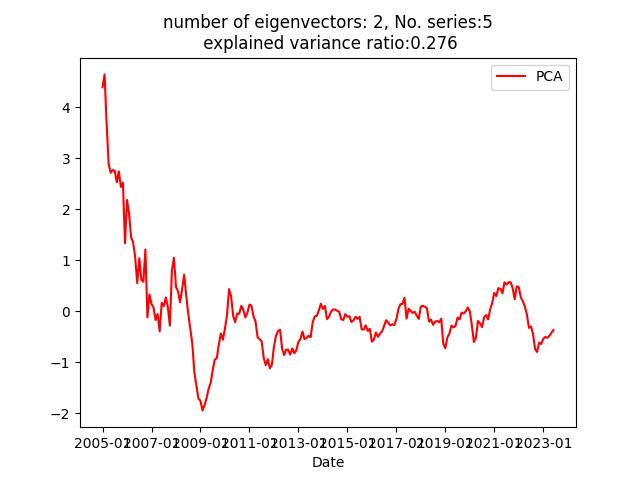 number of eigenvectors: 2, No. series:5
explained variance ratio:0.276
PCA
4
3
2
1
0
−1
−2
2005-01 2007-01 2009-01 2011-01 2013-01 2015-01 2017-01 2019-01 2021-01 2023-01
Date